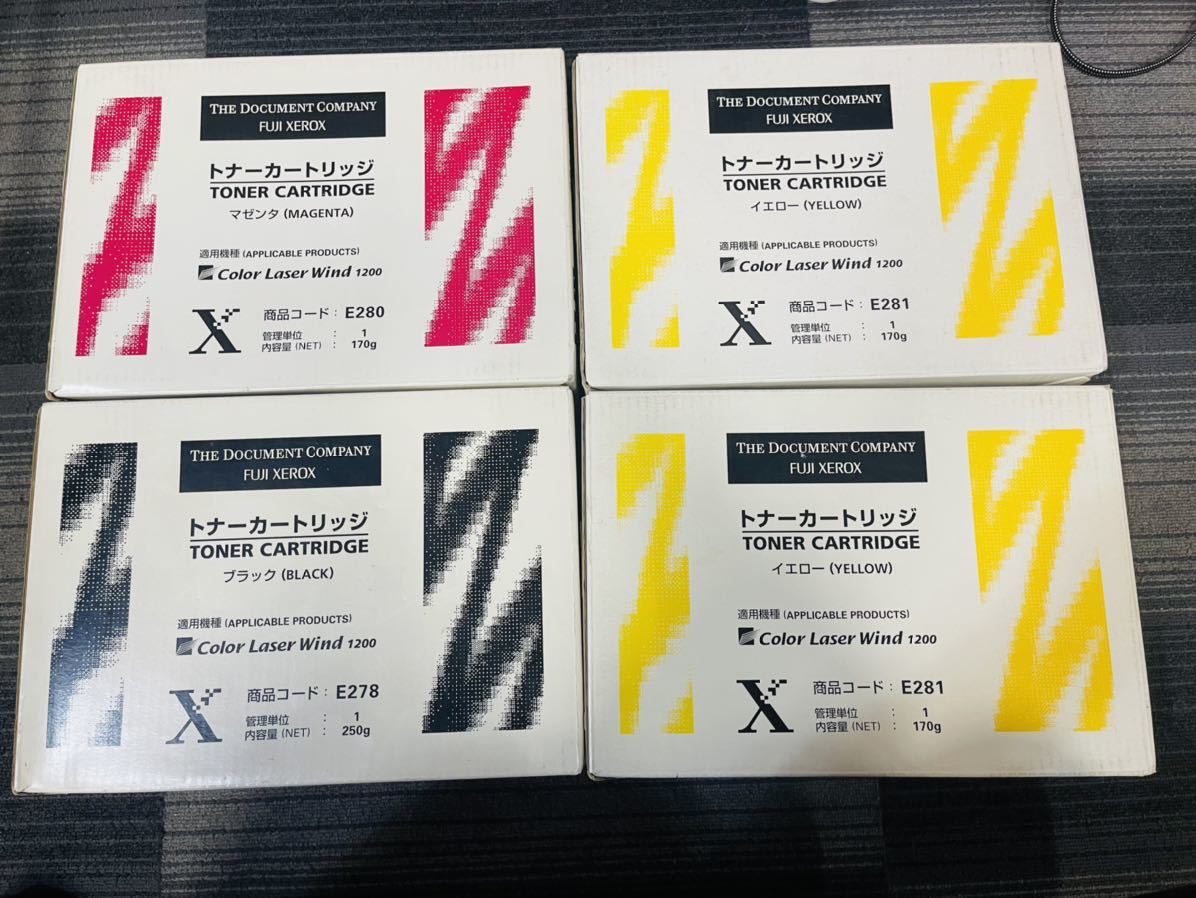 THE DOCUMENT COMPANY
FUJI XEROX
トナーカートリッジ
TONER CARTRIDGE
マゼンタ (MAGENTA)
適用機種 (APPLICABLE PRODUCTS)
Color Laser Wind 1200
X
商品コード : E280
管理単位 : 1
内容量 (NET) : 170g
THE DOCUMENT COMPANY
FUJI XEROX
トナーカートリッジ
TONER CARTRIDGE
イエロー (YELLOW)
適用機種 (APPLICABLE PRODUCTS)
Color Laser Wind 1200
X
商品コード : E281
管理単位 : 1
内容量 (NET) : 170g
THE DOCUMENT COMPANY
FUJI XEROX
トナーカートリッジ
TONER CARTRIDGE
ブラック (BLACK)
適用機種 (APPLICABLE PRODUCTS)
Color Laser Wind 1200
X
商品コード : E278
管理単位 : 1
内容量 (NET) : 250g
THE DOCUMENT COMPANY
FUJI XEROX
トナーカートリッジ
TONER CARTRIDGE
イエロー (YELLOW)
適用機種 (APPLICABLE PRODUCTS)
Color Laser Wind 1200
X
商品コード : E281
管理単位 : 1
内容量 (NET) : 170g